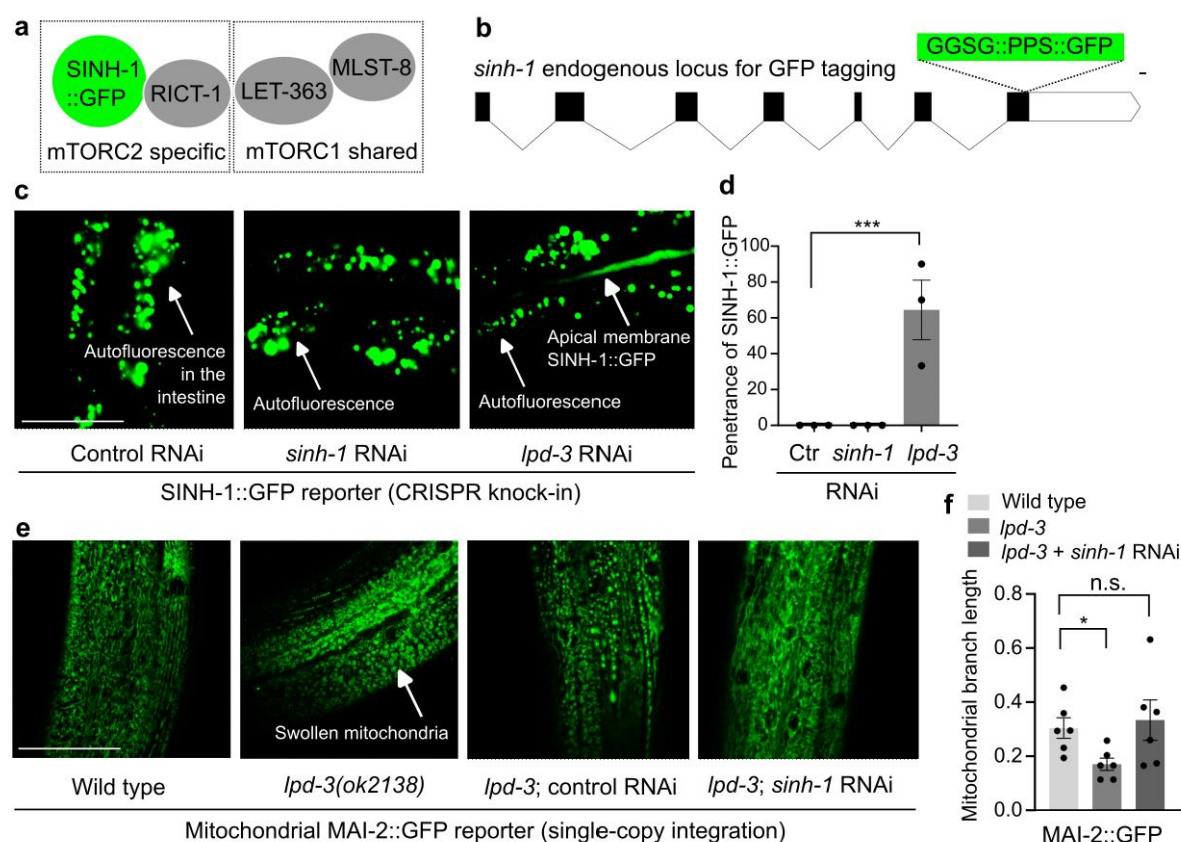 a
SINH-1
::GFP
RICT-1
LET-363
MLST-8
mTORC2 specific
mTORC1 shared
b
GGSG::PPS::GFP
sinh-1 endogenous locus for GFP tagging
c
Autofluorescence
in the
intestine
Autofluorescence
Apical membrane
SINH-1::GFP
Autofluorescence
Control RNAi
sinh-1 RNAi
lpd-3 RNAi
SINH-1::GFP reporter (CRISPR knock-in)
d
***
Penetrance of SINH-1::GFP
100
80
60
40
20
0
Ctr sinh-1 lpd-3
RNAi
e
Swollen mitochondria
Wild type
lpd-3(ok2138)
lpd-3; control RNAi
lpd-3; sinh-1 RNAi
Mitochondrial MAI-2::GFP reporter (single-copy integration)
f
Wild type
lpd-3
lpd-3 + sinh-1 RNAi
n.s.
*
Mitochondrial branch length
0.8
0.6
0.4
0.2
0.0
MAI-2::GFP